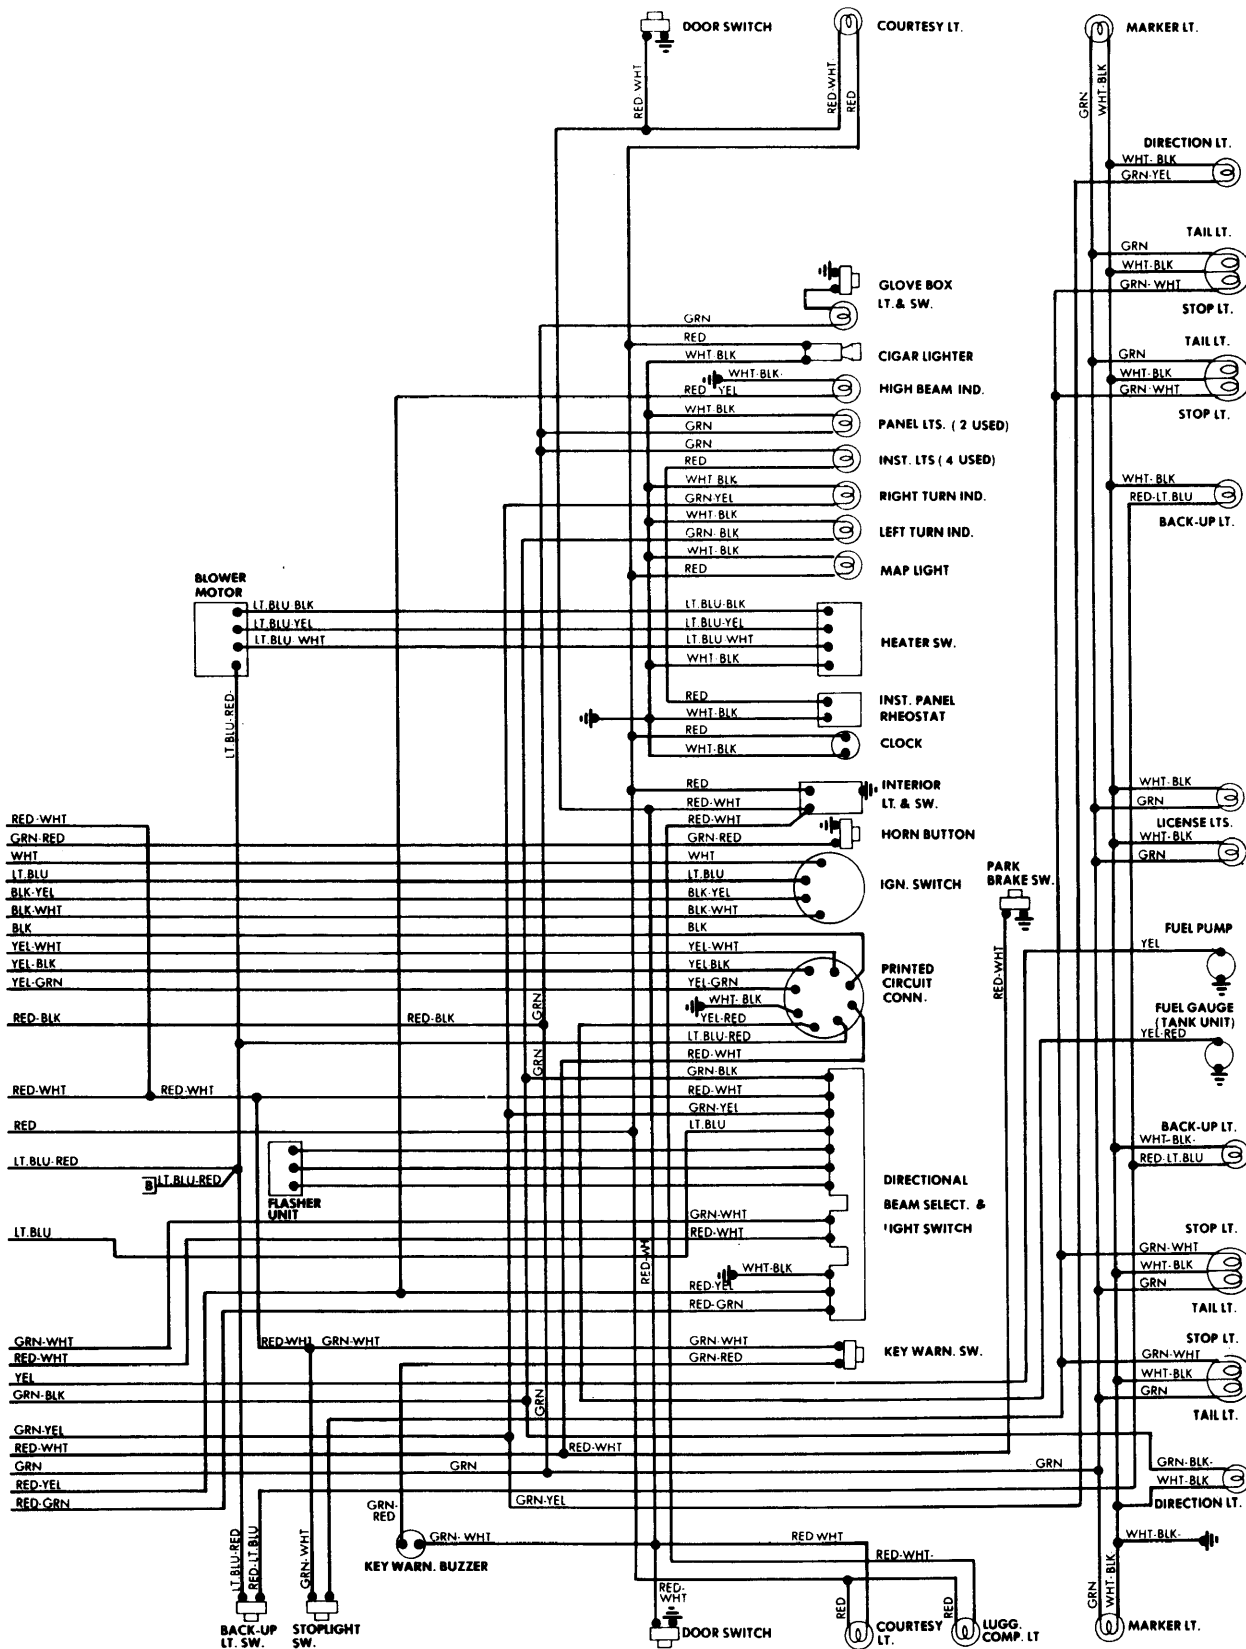 DOOR SWITCH
COURTESY LT.
MARKER LT.
RED-WHT
RED-WHT-
RED
GRN
WHT-BLK
DIRECTION LT.
WHT-BLK
GRN-YEL
TAIL LT.
GRN
WHT-BLK
GRN-WHT
STOP LT.
GLOVE BOX
LT. & SW.
GRN
RED
WHT BLK
CIGAR LIGHTER
TAIL LT.
GRN
WHT-BLK
GRN-WHT
STOP LT.
WHT-BLK-
RED YEL
HIGH BEAM IND.
WHT BLK
GRN
PANEL LTS. ( 2 USED)
GRN
RED
INST. LTS ( 4 USED)
WHT BLK
GRN-YEL
RIGHT TURN IND.
WHT-BLK
GRN-BLK
LEFT TURN IND.
WHT-BLK
RED
MAP LIGHT
WHT-BLK
RED-LT.BLU
BACK-UP LT.
BLOWER
MOTOR
LT.BLU-BLK
LT.BLU-YEL
LT.BLU-WHT
LT.BLU-RED-
LT.BLU-BLK
LT.BLU-YEL
LT.BLU WHT
WHT-BLK
HEATER SW.
RED
WHT-BLK
INST. PANEL
RHEOSTAT
RED
WHT-BLK
CLOCK
RED
RED-WHT
RED-WHT
INTERIOR
LT. & SW.
WHT-BLK
GRN
LICENSE LTS.
WHT-BLK
GRN
RED-WHT
GRN-RED
WHT
LT.BLU
BLK-YEL
BLK-WHT
BLK
YEL-WHT
YEL-BLK
YEL-GRN
RED-BLK
RED-BLK
GRN-RED
HORN BUTTON
WHT
LT.BLU
BLK-YEL
BLK-WHT
IGN. SWITCH
PARK
BRAKE SW.
RED-WHT
BLK
YEL-WHT
YEL-BLK
YEL-GRN
WHT-BLK
YEL-RED
LT.BLU-RED
RED-WHT
PRINTED
CIRCUIT
CONN.
FUEL PUMP
YEL
FUEL GAUGE
(TANK UNIT)
YEL-RED
GRN
GRN
RED-WHT
RED-WHT
RED
LT.BLU-RED
B
LT.BLU-RED
LT.BLU
FLASHER
UNIT
GRN-BLK
RED-WHT
GRN-YEL
LT.BLU
GRN-WHT
RED-WHT
WHT-BLK
RED-YEL
RED-GRN
DIRECTIONAL
BEAM SELECT. &
IGHT SWITCH
RED-WHT
BACK-UP LT.
WHT-BLK-
RED-LT.BLU
STOP LT.
GRN-WHT
WHT-BLK
GRN
TAIL LT.
GRN-WHT
RED-WHT
YEL
GRN-BLK
GRN-YEL
RED-WHT
GRN
RED-YEL
RED-GRN
RED-WHT
GRN-WHT
GRN-WHT
GRN-RED
KEY WARN. SW.
GRN
RED-WHT
GRN
GRN
GRN-YEL
STOP LT.
GRN-WHT
WHT-BLK
GRN
TAIL LT.
GRN-BLK-
WHT-BLK
DIRECTION LT.
WHT-BLK-
GRN-
RED
GRN-WHT
KEY WARN. BUZZER
RED WHT
RED-WHT-
LT.BLU-RED
RED-LT.BLU
GRN-WHT
BACK-UP
LT. SW.
STOPLIGHT
SW.
RED-
WHT
DOOR SWITCH
RED
COURTESY
LT.
RED
LUGG.
COMP. LT
GRN
WHT-BLK-
MARKER LT.